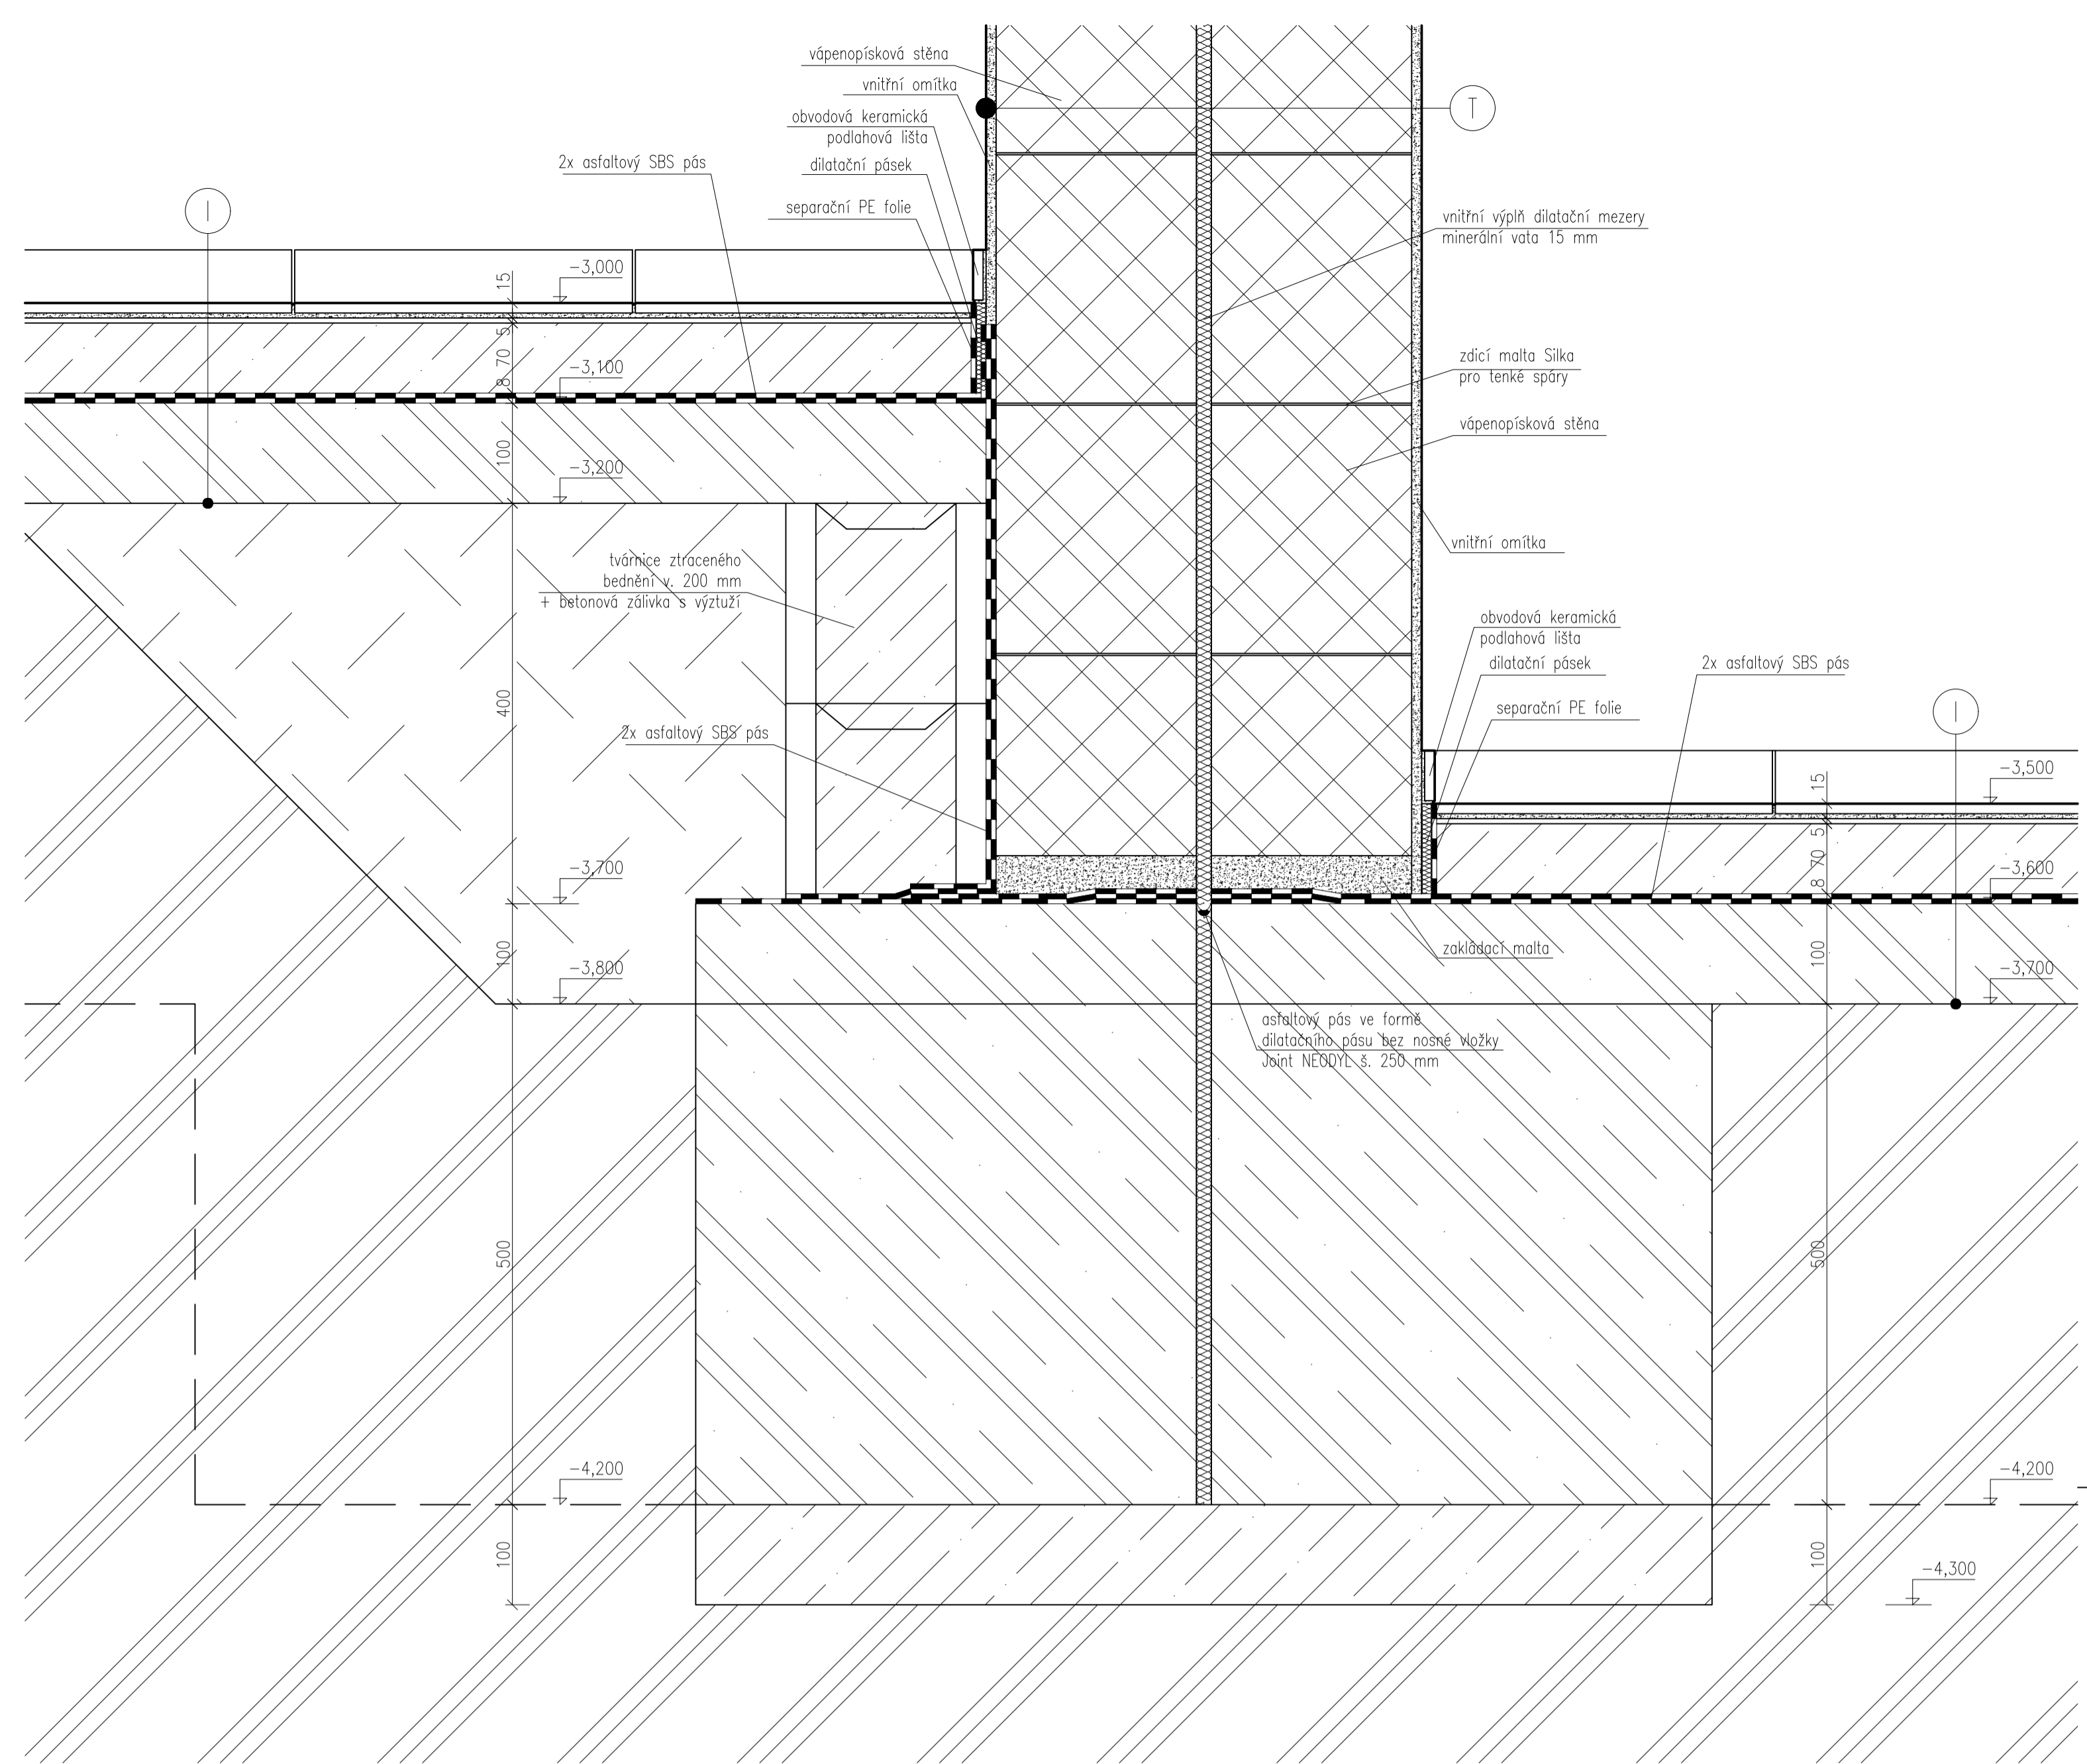 vápenopísková stěna
vnitřní omítka
obvodová keramická
podlahová lišta
dilatační pásek
separační PE folie
2x asfaltový SBS pás
I
T
15
-3,000
5
70
8
-3,100
100
-3,200
vnitřní výplň dilatační mezery
minerální vata 15 mm
zdicí malta Silka
pro tenké spáry
vápenopísková stěna
vnitřní omítka
tvárnice ztraceného
bednění v. 200 mm
+ betonová zálivka s výztuží
400
2x asfaltový SBS pás
obvodová keramická
podlahová lišta
dilatační pásek
separační PE folie
2x asfaltový SBS pás
I
15
-3,500
5
70
8
-3,600
100
-3,700
-3,700
100
-3,800
zakládací malta
asfaltový pás ve formě
dilatačního pásu bez nosné vložky
Joint NEODYL š. 250 mm
500
500
-4,200
-4,200
100
100
-4,300